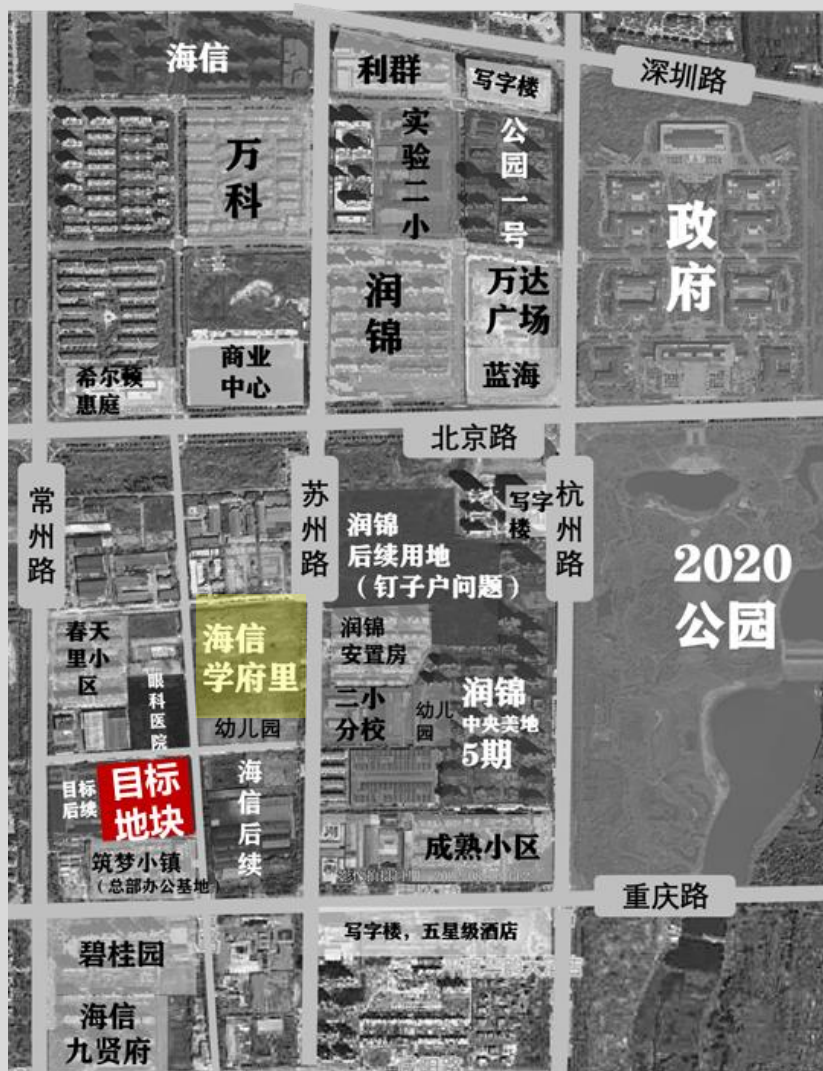 海信
利群
写字楼
深圳路
万科
实验二小
公园一号
政府
润锦
万达
广场
蓝海
希尔顿
惠庭
商业
中心
北京路
常州路
苏州路
杭州路
写字
楼
润锦
后续用地
（钉子户问题）
2020
公园
春天
里小
区
眼科医院
海信
学府里
幼儿园
润锦
安置房
二小
分校
幼儿
园
润锦
中央美地
5期
目标
后续
目标
地块
海信后续
筑梦小镇
（总部办公基地）
成熟小区
重庆路
碧桂园
写字楼，五星级酒店
海信
九贤府